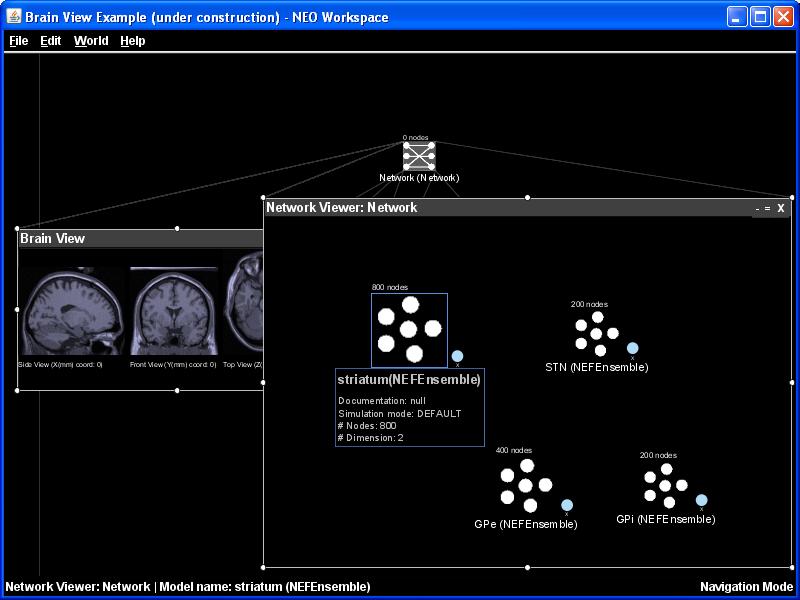 Brain View Example (under construction) - NEO Workspace
File Edit World Help
0 nodes
Network (Network)
Network Viewer: Network
- = X
Brain View
Side View (X(mm) coord: 0)
Front View (Y(mm) coord: 0)
Top View (Z(
800 nodes
x
striatum(NEFEnsemble)
Documentation: null
Simulation mode: DEFAULT
# Nodes: 800
# Dimension: 2
200 nodes
x
STN (NEFEnsemble)
400 nodes
x
GPe (NEFEnsemble)
200 nodes
x
GPi (NEFEnsemble)
Network Viewer: Network | Model name: striatum (NEFEnsemble)
Navigation Mode